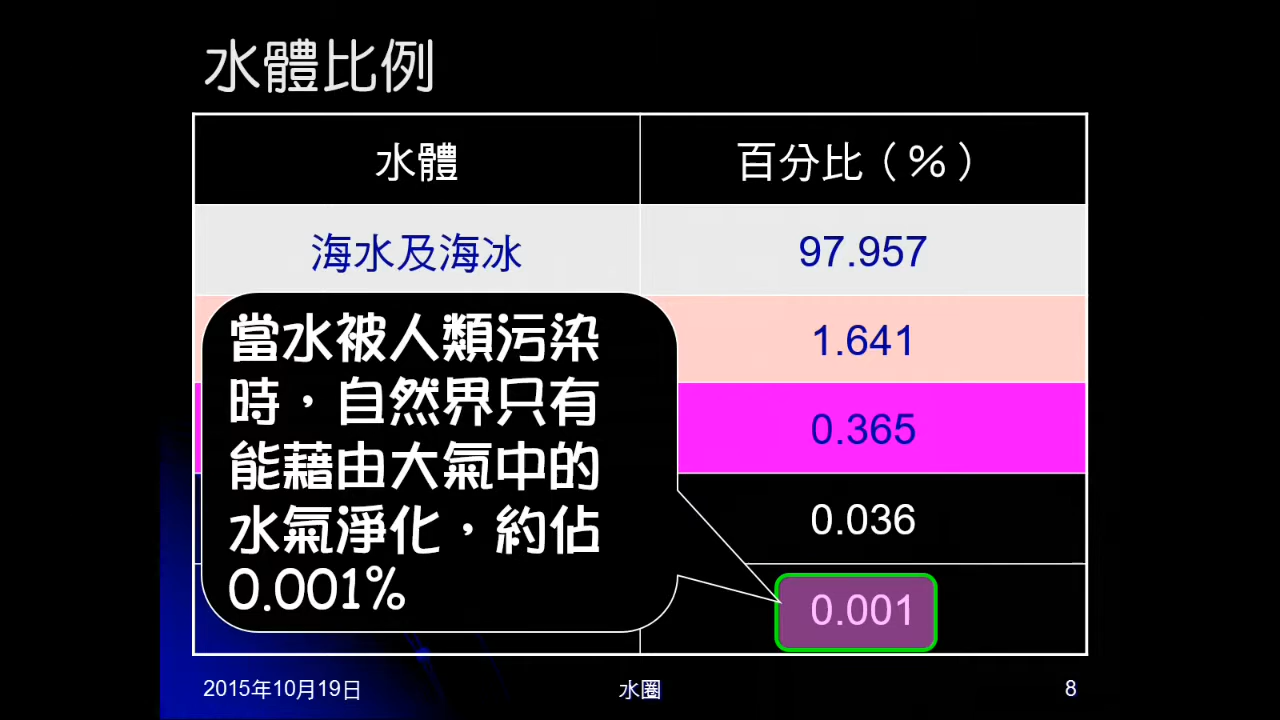 水體比例
水體 百分比（%）
海水及海冰 97.957
1.641
0.365
0.036
0.001
當水被人類污染
時，自然界只有
能藉由大氣中的
水氣淨化，約佔
0.001%
2015年10月19日 水圈 8